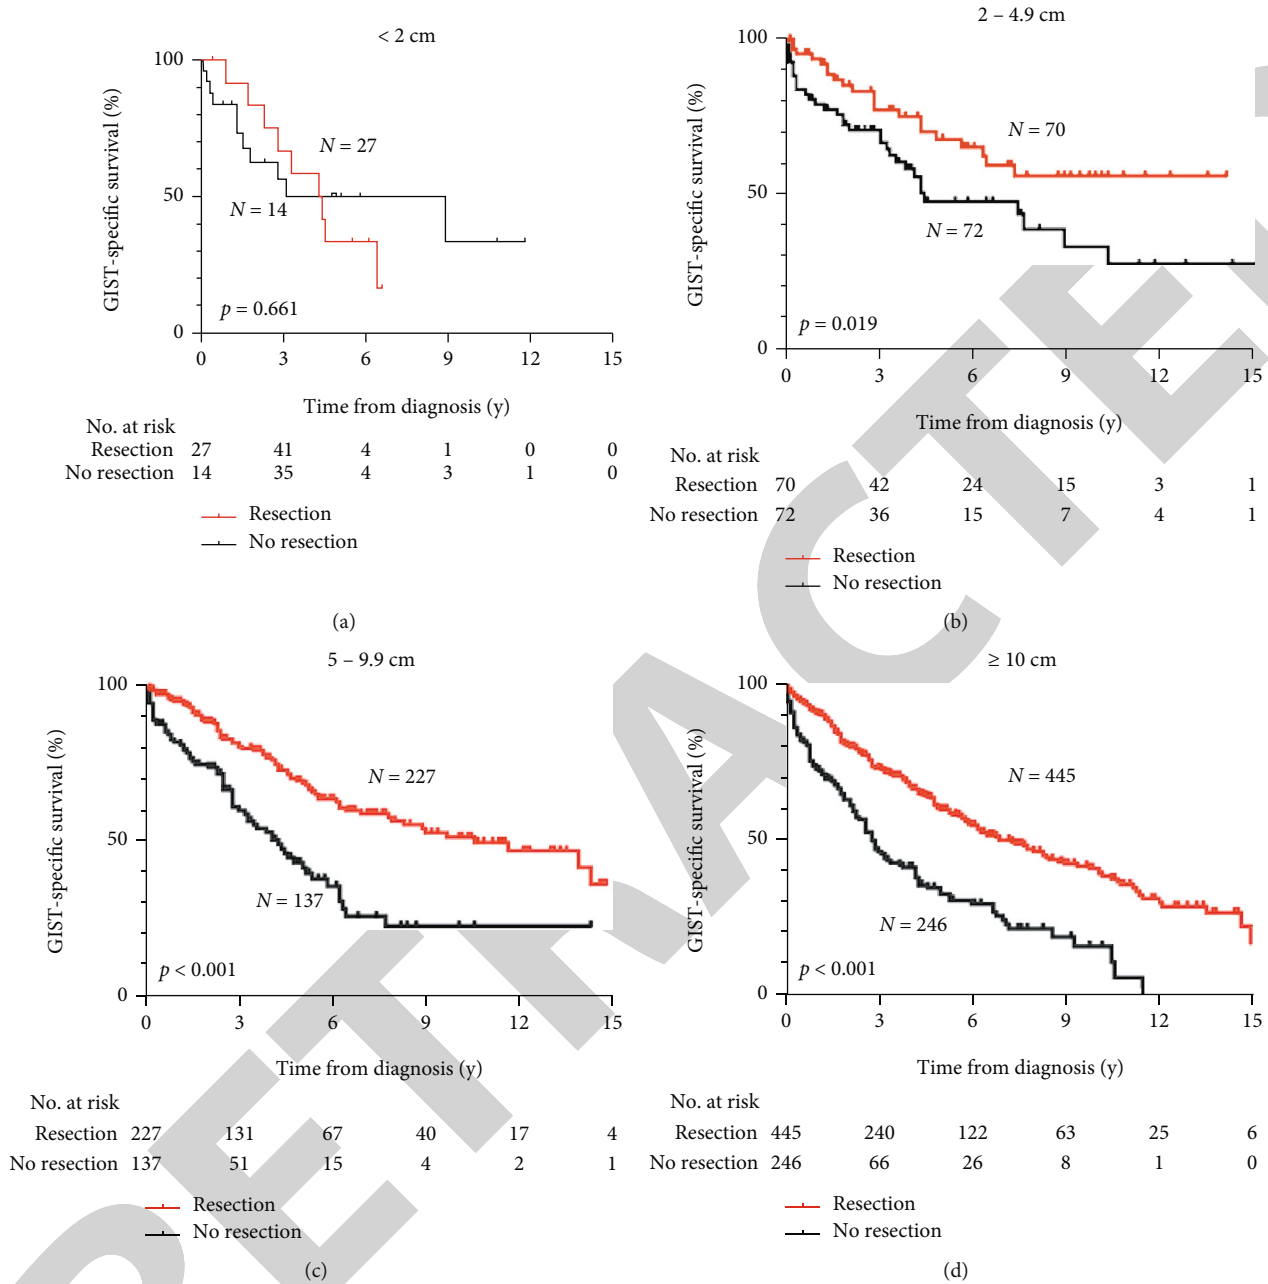 < 2 cm
GIST-specific survival (%)
100
50
0
N = 27
N = 14
p = 0.661
0 3 6 9 12 15
Time from diagnosis (y)
No. at risk
Resection 27 41 4 1 0 0
No resection 14 35 4 3 1 0
Resection
No resection
(a)
2 – 4.9 cm
GIST-specific survival (%)
100
50
0
N = 70
N = 72
p = 0.019
0 3 6 9 12 15
Time from diagnosis (y)
No. at risk
Resection 70 42 24 15 3 1
No resection 72 36 15 7 4 1
Resection
No resection
(b)
5 – 9.9 cm
GIST-specific survival (%)
100
50
0
N = 227
N = 137
p < 0.001
0 3 6 9 12 15
Time from diagnosis (y)
No. at risk
Resection 227 131 67 40 17 4
No resection 137 51 15 4 2 1
Resection
No resection
(c)
≥ 10 cm
GIST-specific survival (%)
100
50
0
N = 445
N = 246
p < 0.001
0 3 6 9 12 15
Time from diagnosis (y)
No. at risk
Resection 445 240 122 63 25 6
No resection 246 66 26 8 1 0
Resection
No resection
(d)